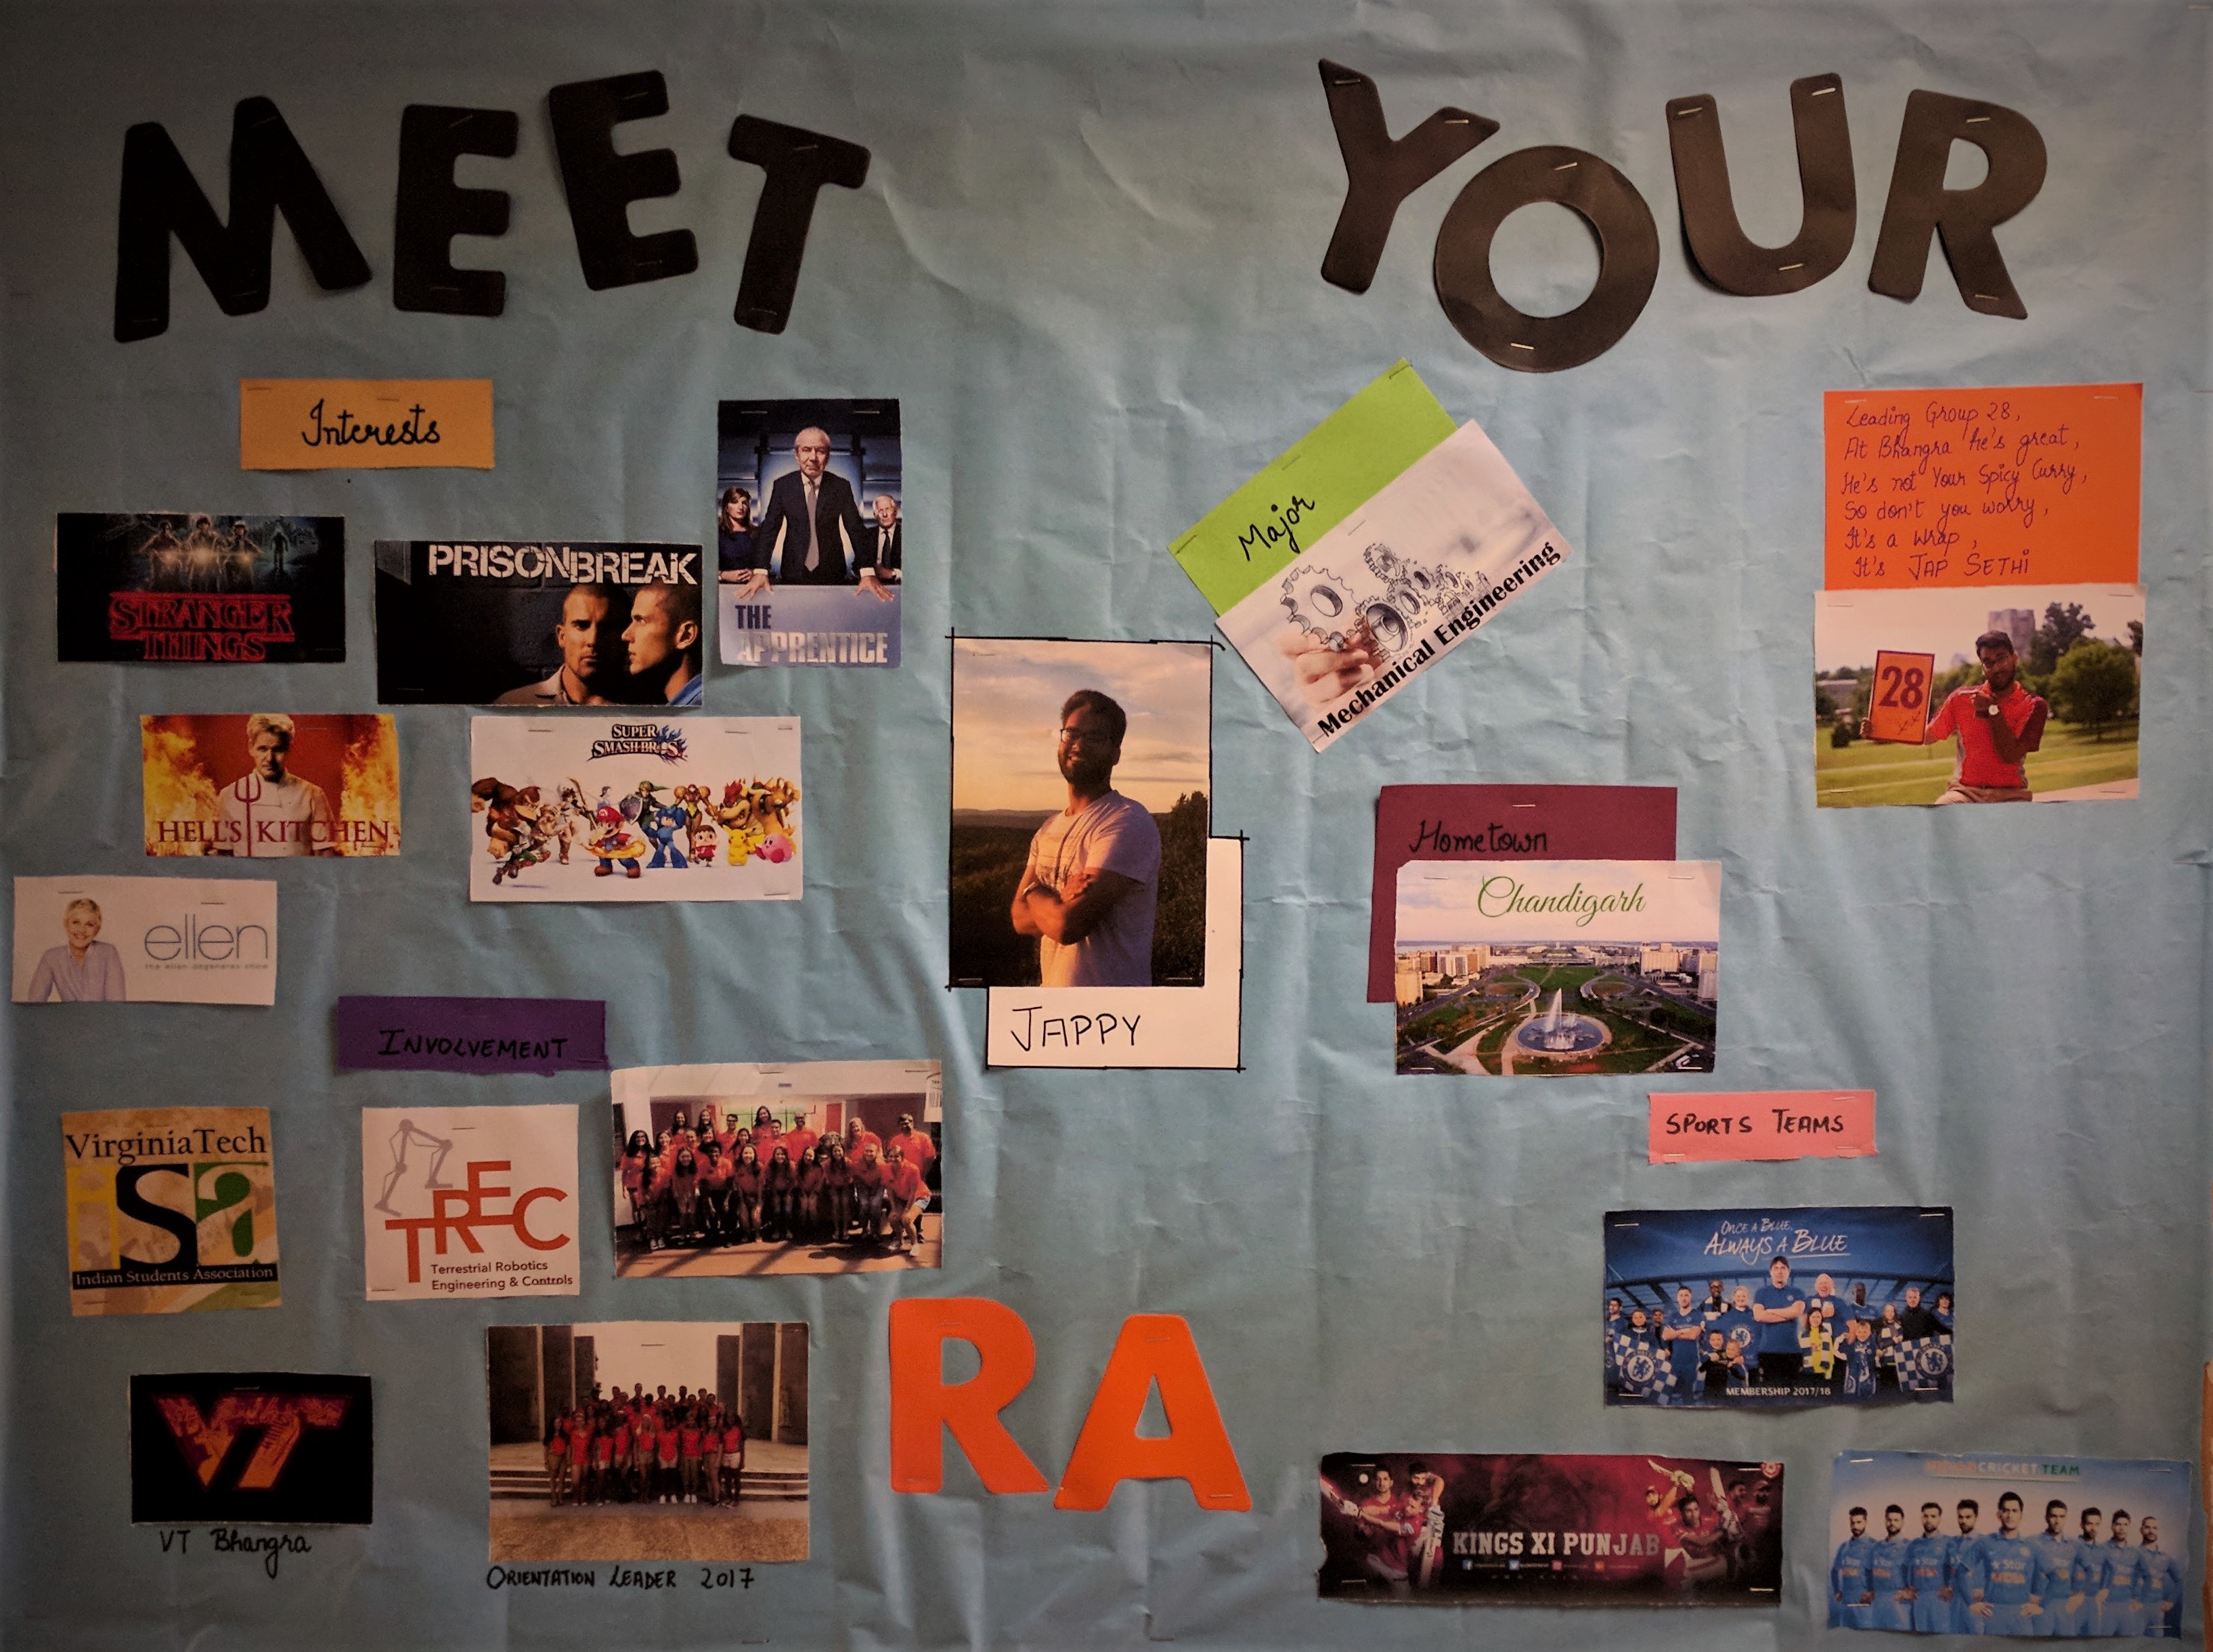 MEET YOUR
Interests
STRANGER
THINGS
PRISON BREAK
THE
APPRENTICE
HELL'S KITCHEN
SUPER
SMASH BROS
ellen
the ellen degeneres show
INVOLVEMENT
VirginiaTech
isa
Indian Students Association
TREC
Terrestrial Robotics
Engineering & Controls
VT
VT Bhangra
ORIENTATION LEADER 2017
JAPPY
RA
Major
Mechanical Engineering
Hometown
Chandigarh
Leading Group 28,
At Bhangra he's great,
He's not Your Spicy Curry,
So don't you worry,
It's a wrap,
It's JAP SETHI
28
SPORTS TEAMS
ONCE A BLUE,
ALWAYS A BLUE
MEMBERSHIP 2017/18
KINGS XI PUNJAB
INDIAN CRICKET TEAM